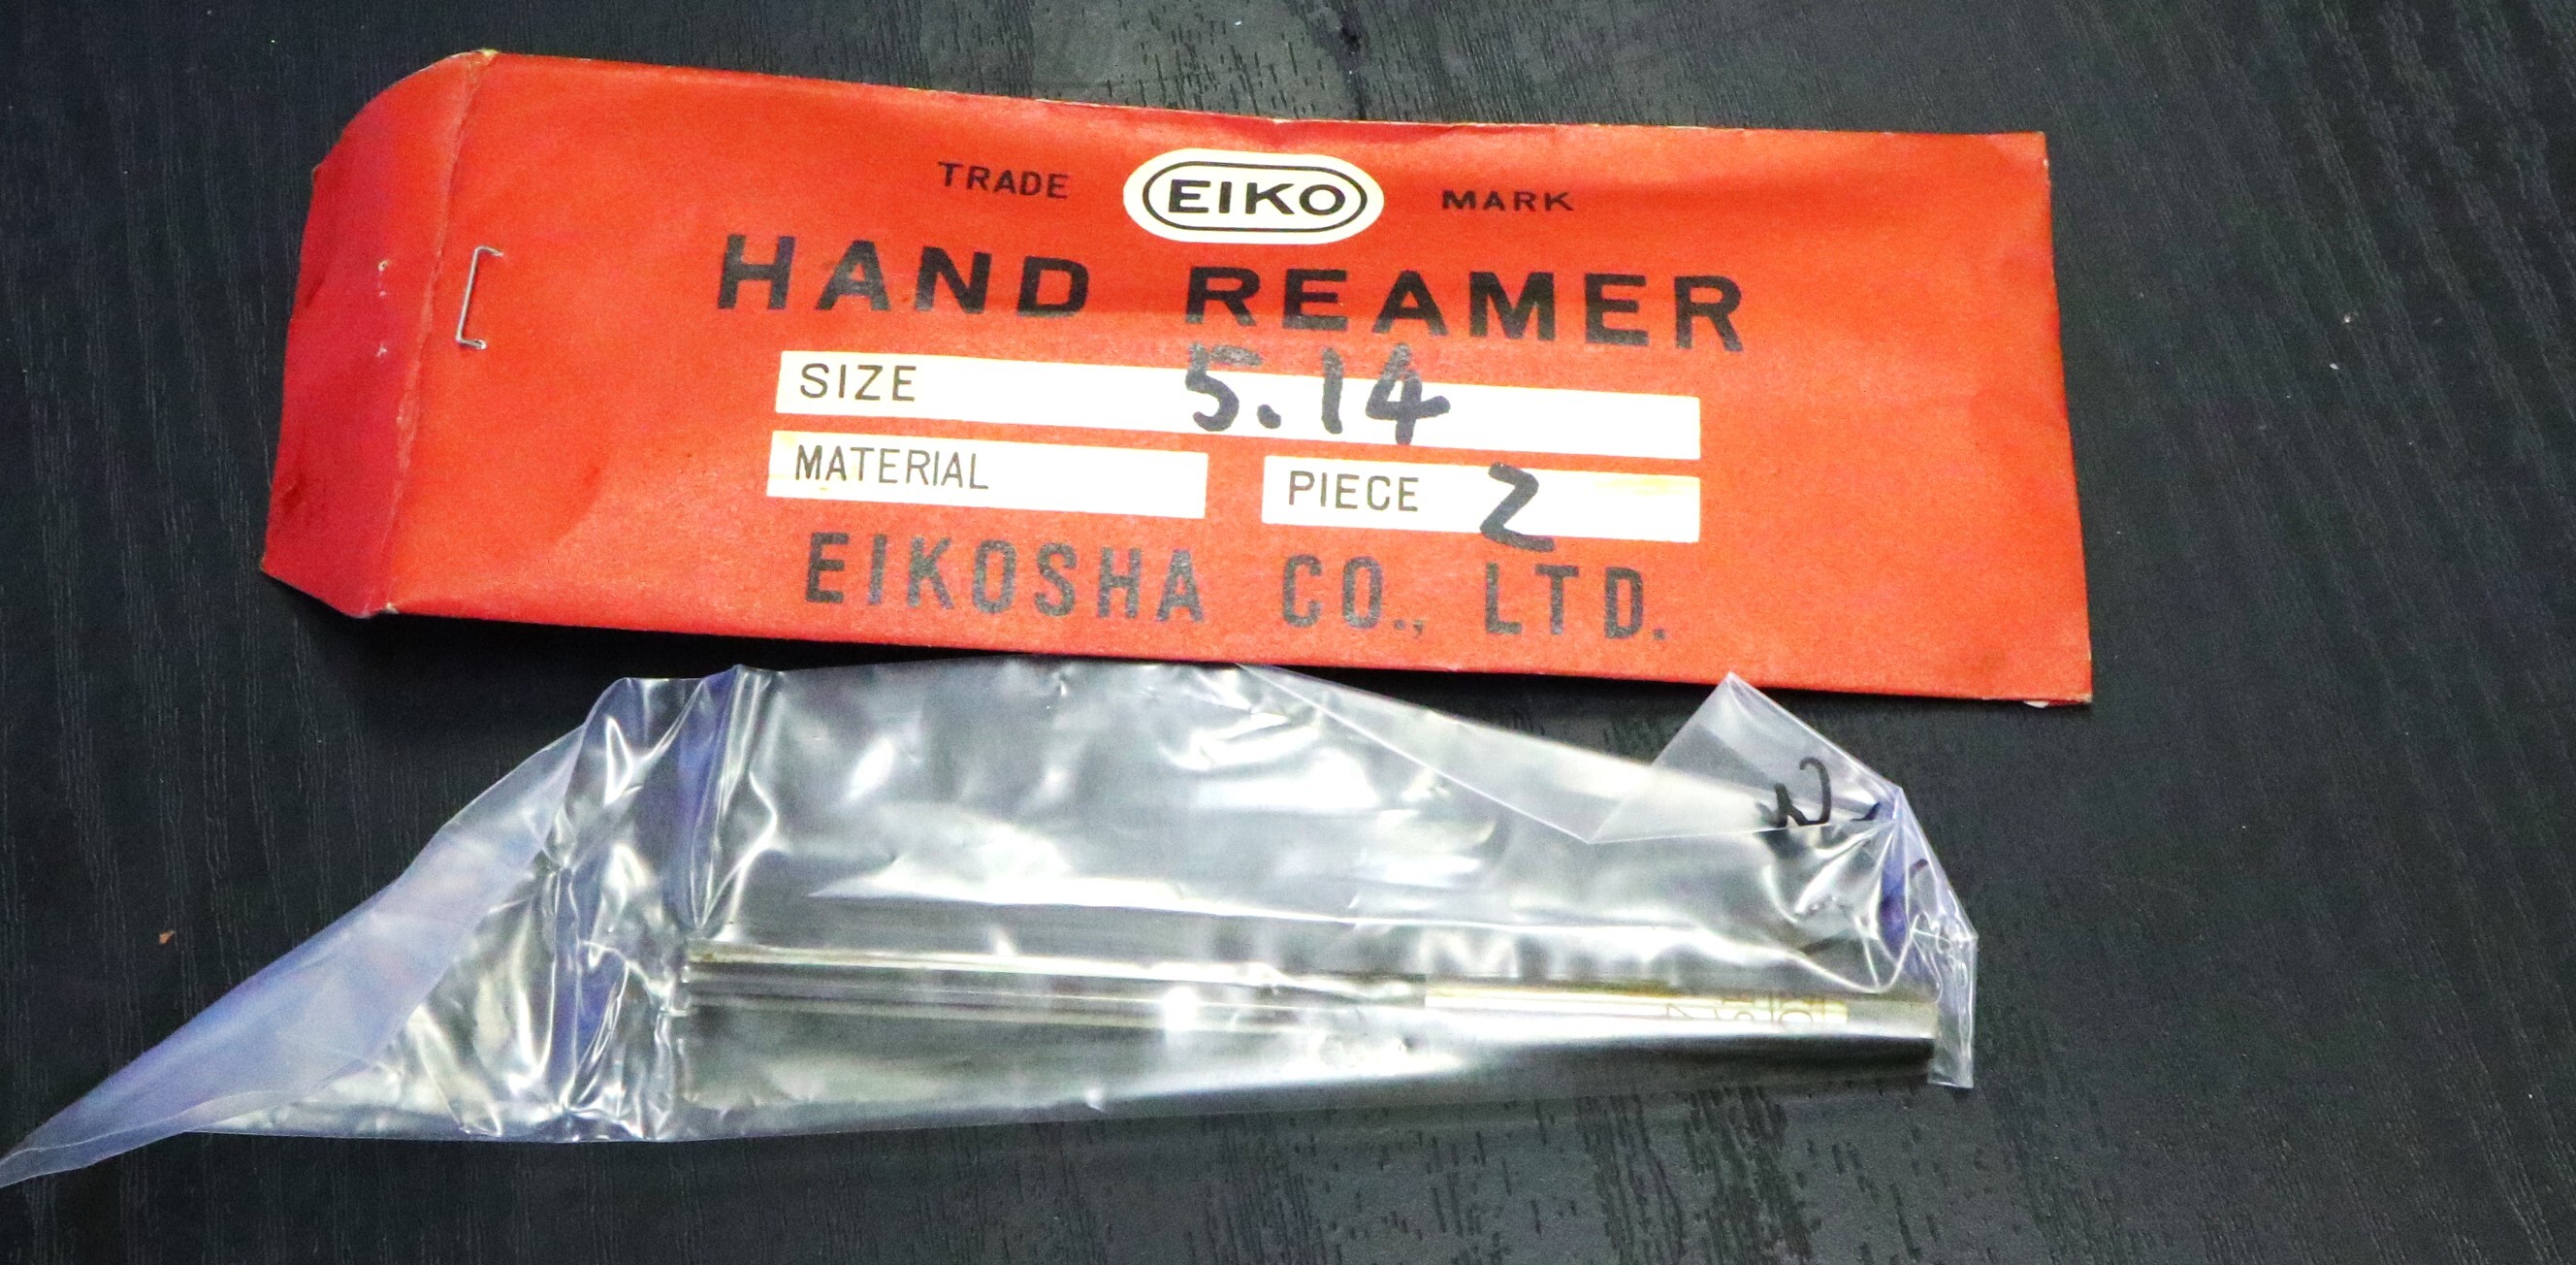 TRADE EIKO MARK
HAND REAMER
SIZE 5.14
MATERIAL PIECE 2
EIKOSHA CO., LTD.